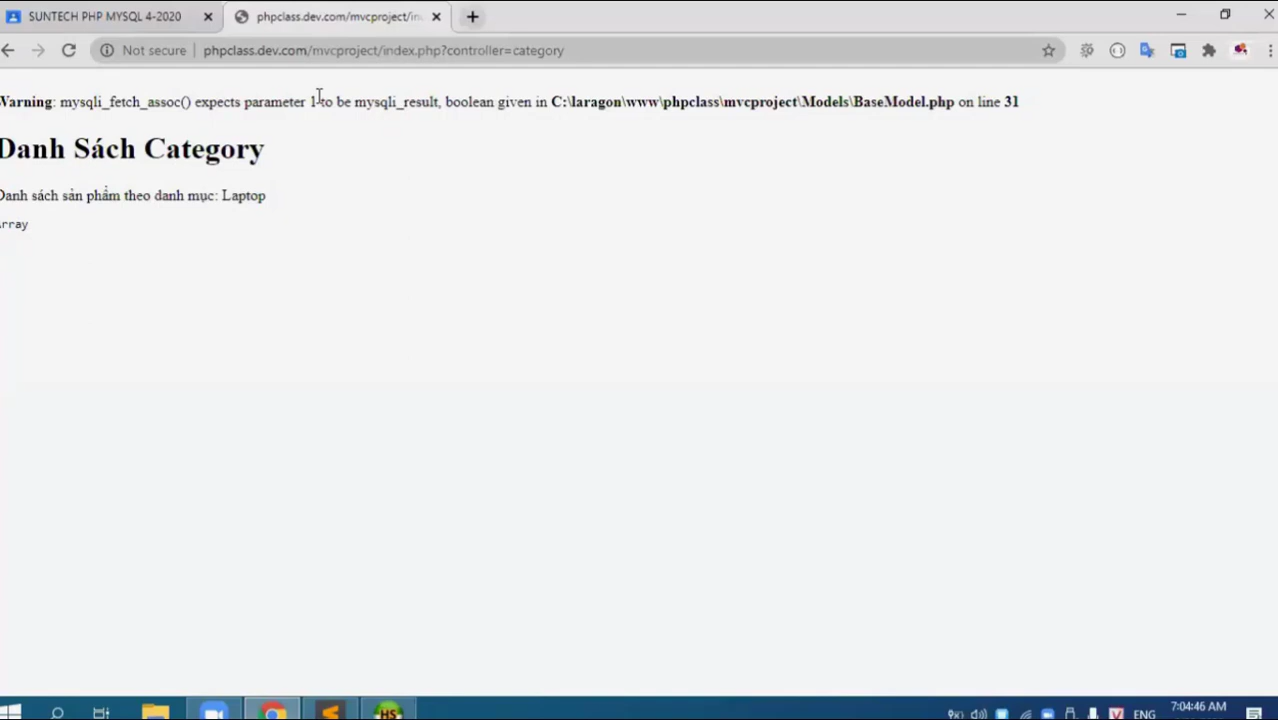 SUNTECH PHP MYSQL 4-2020
phpclass.dev.com/mvcproject/in
Not secure
phpclass.dev.com/mvcproject/index.php?controller=category
Warning: mysqli_fetch_assoc() expects parameter 1 to be mysqli_result, boolean given in C:\laragon\www\phpclass\mvcproject\Models\BaseModel.php on line 31
Danh Sách Category
Danh sách sản phẩm theo danh mục: Laptop
rray
HS
V
ENG
7:04:46 AM